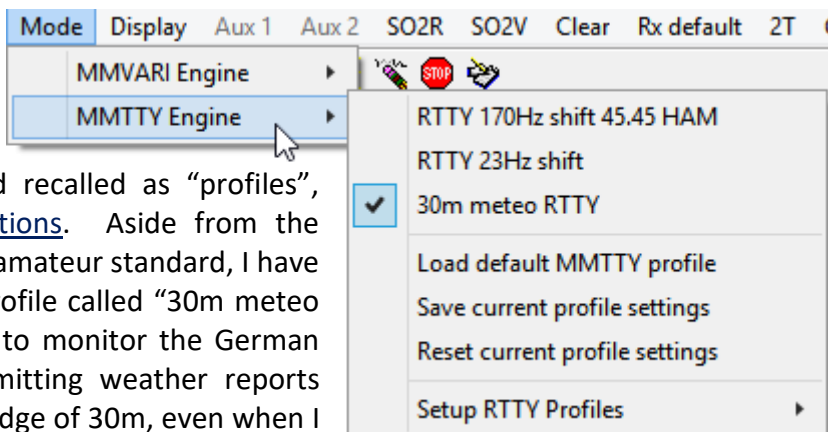 Mode Display Aux 1 Aux 2 SO2R SO2V Clear Rx default 2T
MMVARI Engine
STOP
MMTTY Engine
RTTY 170Hz shift 45.45 HAM
RTTY 23Hz shift
30m meteo RTTY
Load default MMTTY profile
Save current profile settings
Reset current profile settings
Setup RTTY Profiles
recalled as “profiles”,
tions. Aside from the
amateur standard, I have
rofile called “30m meteo
to monitor the German
mitting weather reports
dge of 30m, even when I